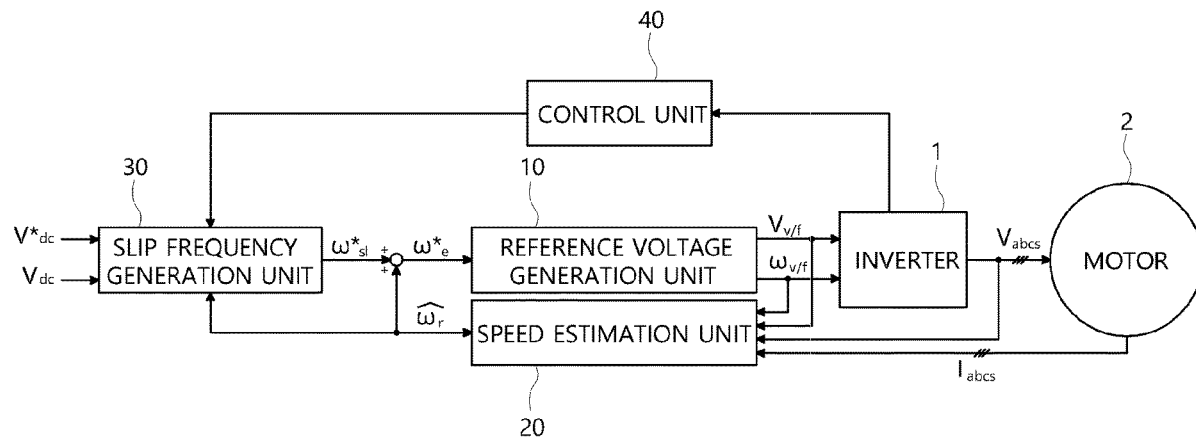 40
CONTROL UNIT
30
10
1
2
V*dc
Vdc
SLIP FREQUENCY
GENERATION UNIT
ω*sl
+
+
ω*e
REFERENCE VOLTAGE
GENERATION UNIT
Vv/f
ωv/f
INVERTER
Vabcs
MOTOR
ω̂r
SPEED ESTIMATION UNIT
Iabcs
20